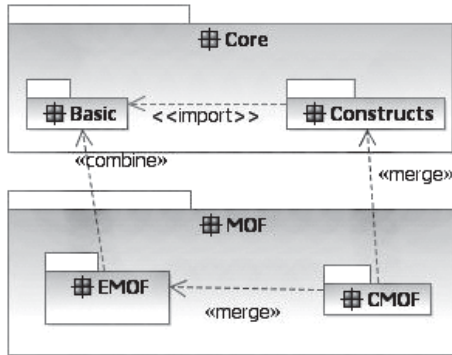 Core
Basic
<<import>>
Constructs
«combine»
«merge»
MOF
EMOF
«merge»
CMOF